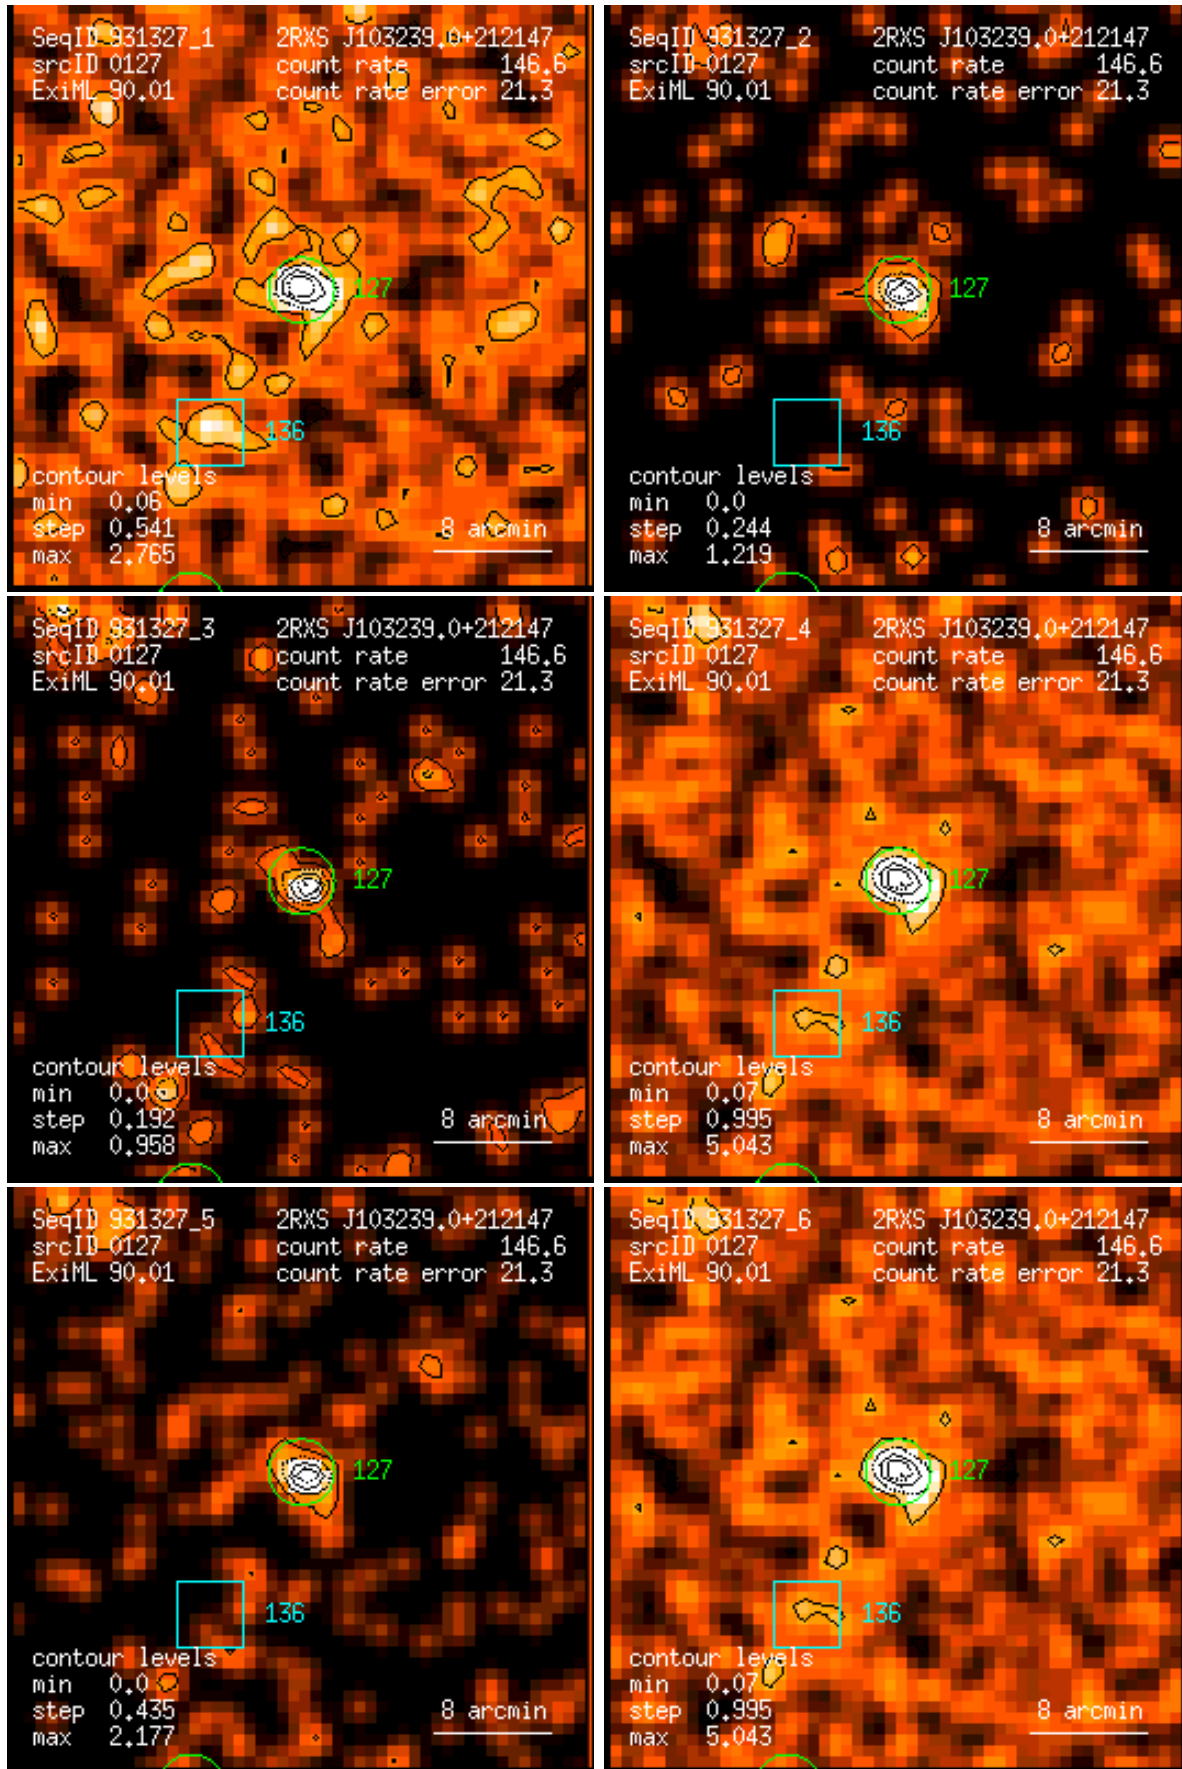 SeqID 931327_1 2RXS J103239.0+212147
srcID 0127 count rate 146.6
ExiML 90.01 count rate error 21.3
127
136
contour levels
min 0.06
step 0.541 8 arcmin
max 2.765
SeqID 931327_2 2RXS J103239.0+212147
srcID 0127 count rate 146.6
ExiML 90.01 count rate error 21.3
127
136
contour levels
min 0.0
step 0.244 8 arcmin
max 1.219
SeqID 931327_3 2RXS J103239.0+212147
srcID 0127 count rate 146.6
ExiML 90.01 count rate error 21.3
127
136
contour levels
min 0.0
step 0.192 8 arcmin
max 0.958
SeqID 931327_4 2RXS J103239.0+212147
srcID 0127 count rate 146.6
ExiML 90.01 count rate error 21.3
127
136
contour levels
min 0.07
step 0.995 8 arcmin
max 5.043
SeqID 931327_5 2RXS J103239.0+212147
srcID 0127 count rate 146.6
ExiML 90.01 count rate error 21.3
127
136
contour levels
min 0.0
step 0.435 8 arcmin
max 2.177
SeqID 931327_6 2RXS J103239.0+212147
srcID 0127 count rate 146.6
ExiML 90.01 count rate error 21.3
127
136
contour levels
min 0.07
step 0.995 8 arcmin
max 5.043